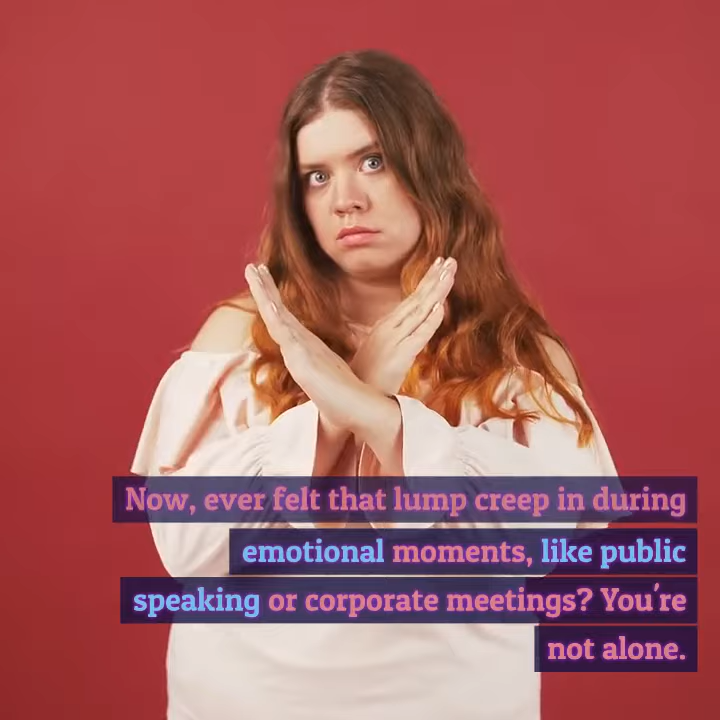 Now, ever felt that lump creep in during
emotional moments, like public
speaking or corporate meetings? You're
not alone.